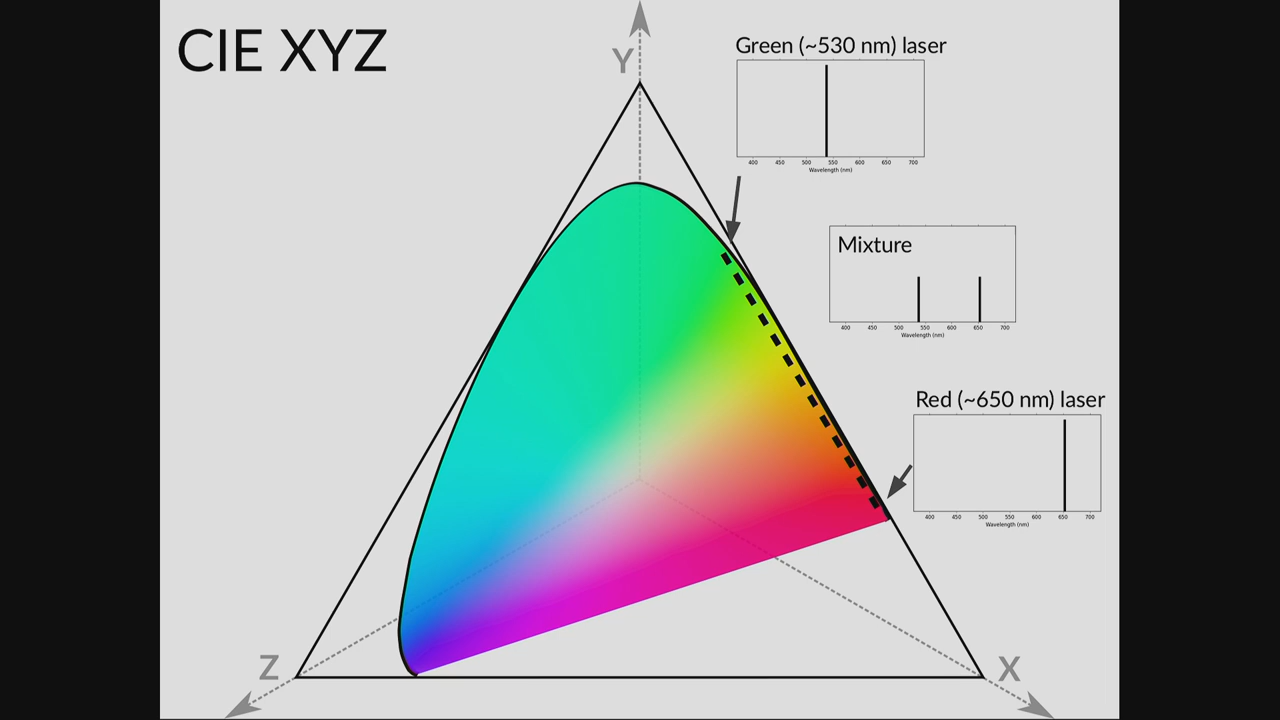 CIE XYZ
Y
Green (~530 nm) laser
400 450 500 550 600 650 700
Wavelength (nm)
Mixture
400 450 500 550 600 650 700
Wavelength (nm)
Red (~650 nm) laser
400 450 500 550 600 650 700
Wavelength (nm)
Z
X